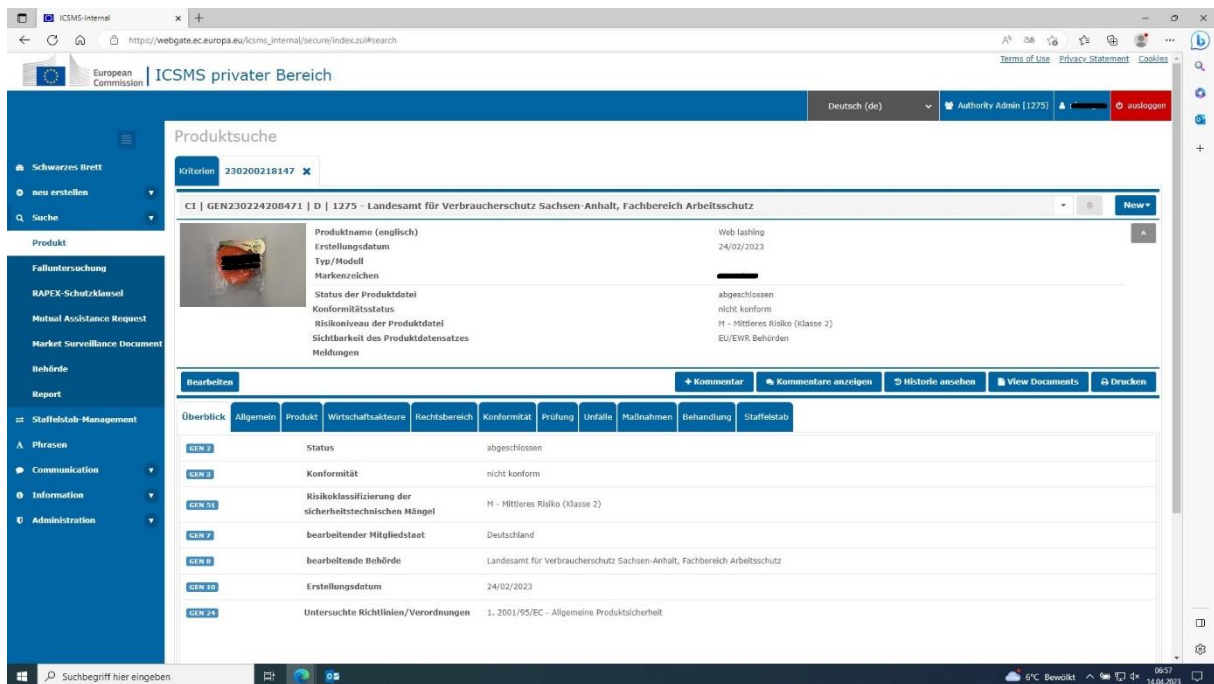 ICSMS-Internal
https://webgate.ec.europa.eu/icsms_internal/secure/index.zul#search
Terms of Use Privacy Statement Cookies
European Commission
ICSMS privater Bereich
Deutsch (de)
Authority Admin [1275]
ausloggen
Produktsuche
Schwarzes Brett
neu erstellen
Suche
Produkt
Falluntersuchung
RAPEX-Schutzklausel
Mutual Assistance Request
Market Surveillance Document
Behörde
Report
Staffelstab-Management
Phrasen
Communication
Information
Administration
Kriterien 230200218147
CI | GEN230224208471 | D | 1275 - Landesamt für Verbraucherschutz Sachsen-Anhalt, Fachbereich Arbeitsschutz
New
Produktname (englisch) Web lashing
Erstellungsdatum 24/02/2023
Typ/Modell
Markenzeichen
Status der Produktdatei abgeschlossen
Konformitätsstatus nicht konform
Risikoniveau der Produktdatei M - Mittleres Risiko (Klasse 2)
Sichtbarkeit des Produktdatensatzes EU/EWR Behörden
Meldungen
Bearbeiten + Kommentar Kommentare anzeigen Historie ansehen View Documents Drucken
Überblick Allgemein Produkt Wirtschaftsakteure Rechtsbereich Konformität Prüfung Unfälle Maßnahmen Behandlung Staffelstab
GEN 2 Status abgeschlossen
GEN 3 Konformität nicht konform
GEN 51 Risikoklassifizierung der sicherheitstechnischen Mängel M - Mittleres Risiko (Klasse 2)
GEN 7 bearbeitender Mitgliedstaat Deutschland
GEN 8 bearbeitende Behörde Landesamt für Verbraucherschutz Sachsen-Anhalt, Fachbereich Arbeitsschutz
GEN 10 Erstellungsdatum 24/02/2023
GEN 24 Untersuchte Richtlinien/Verordnungen 1. 2001/95/EC - Allgemeine Produktsicherheit
Suchbegriff hier eingeben
6°C Bewölkt
06:57
14.04.2023